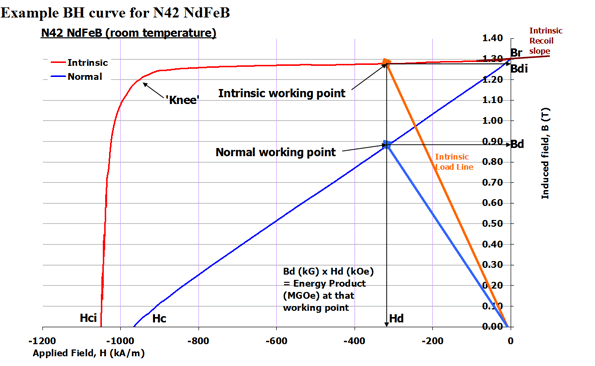 Example BH curve for N42 NdFeB
N42 NdFeB (room temperature)
Intrinsic
Normal
'Knee'
Intrinsic working point
Normal working point
Intrinsic
Load Line
Intrinsic
Recoil
slope
Br
Bdi
Bd
Bd (kG) x Hd (kOe)
= Energy Product
(MGOe) at that
working point
Hci
Hc
Hd
1.40
1.30
1.20
1.10
1.00
0.90
0.80
0.70
0.60
0.50
0.40
0.30
0.20
0.10
0.00
Induced field, B (T)
-1200
-1000
-800
-600
-400
-200
0
Applied Field, H (kA/m)